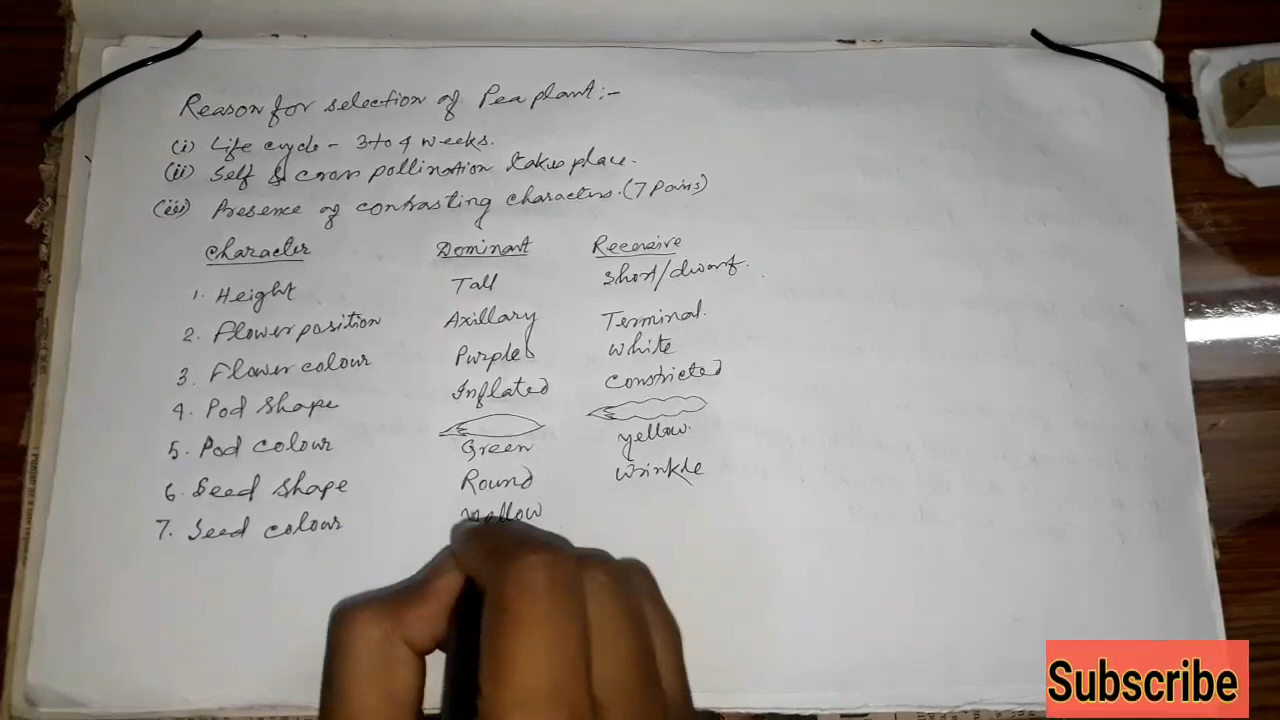 Reason for selection of Pea plant:-
(i) Life cycle - 3 to 4 weeks.
(ii) Self & cross pollination takes place.
(iii) Presence of contrasting characters. (7 Pairs)
Character Dominant Recessive
1. Height Tall Short/dwarf.
2. Flower position Axillary Terminal.
3. Flower colour Purple White
4. Pod Shape Inflated Constricted
5. Pod colour Green yellow.
6. Seed Shape Round Wrinkle
7. Seed colour Yellow
Subscribe